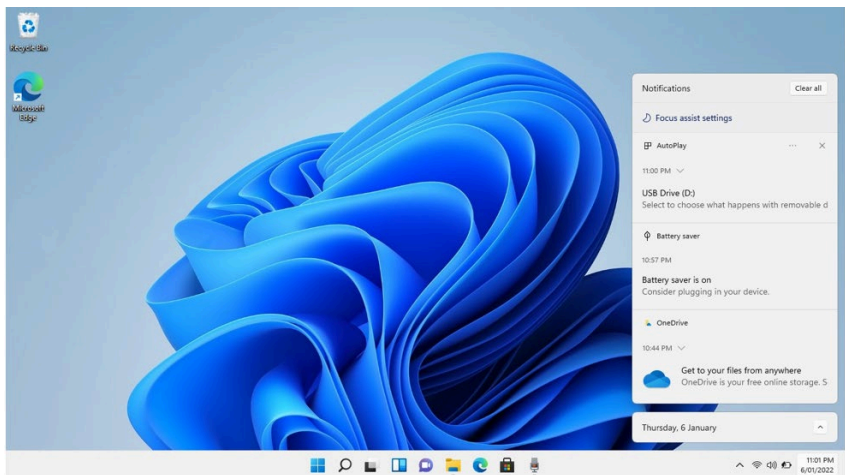 Recycle Bin
Microsoft
Edge
Notifications
Clear all
Focus assist settings
AutoPlay
11:00 PM
USB Drive (D:)
Select to choose what happens with removable d
Battery saver
10:57 PM
Battery saver is on
Consider plugging in your device.
OneDrive
10:44 PM
Get to your files from anywhere
OneDrive is your free online storage. S
Thursday, 6 January
11:01 PM
6/01/2022